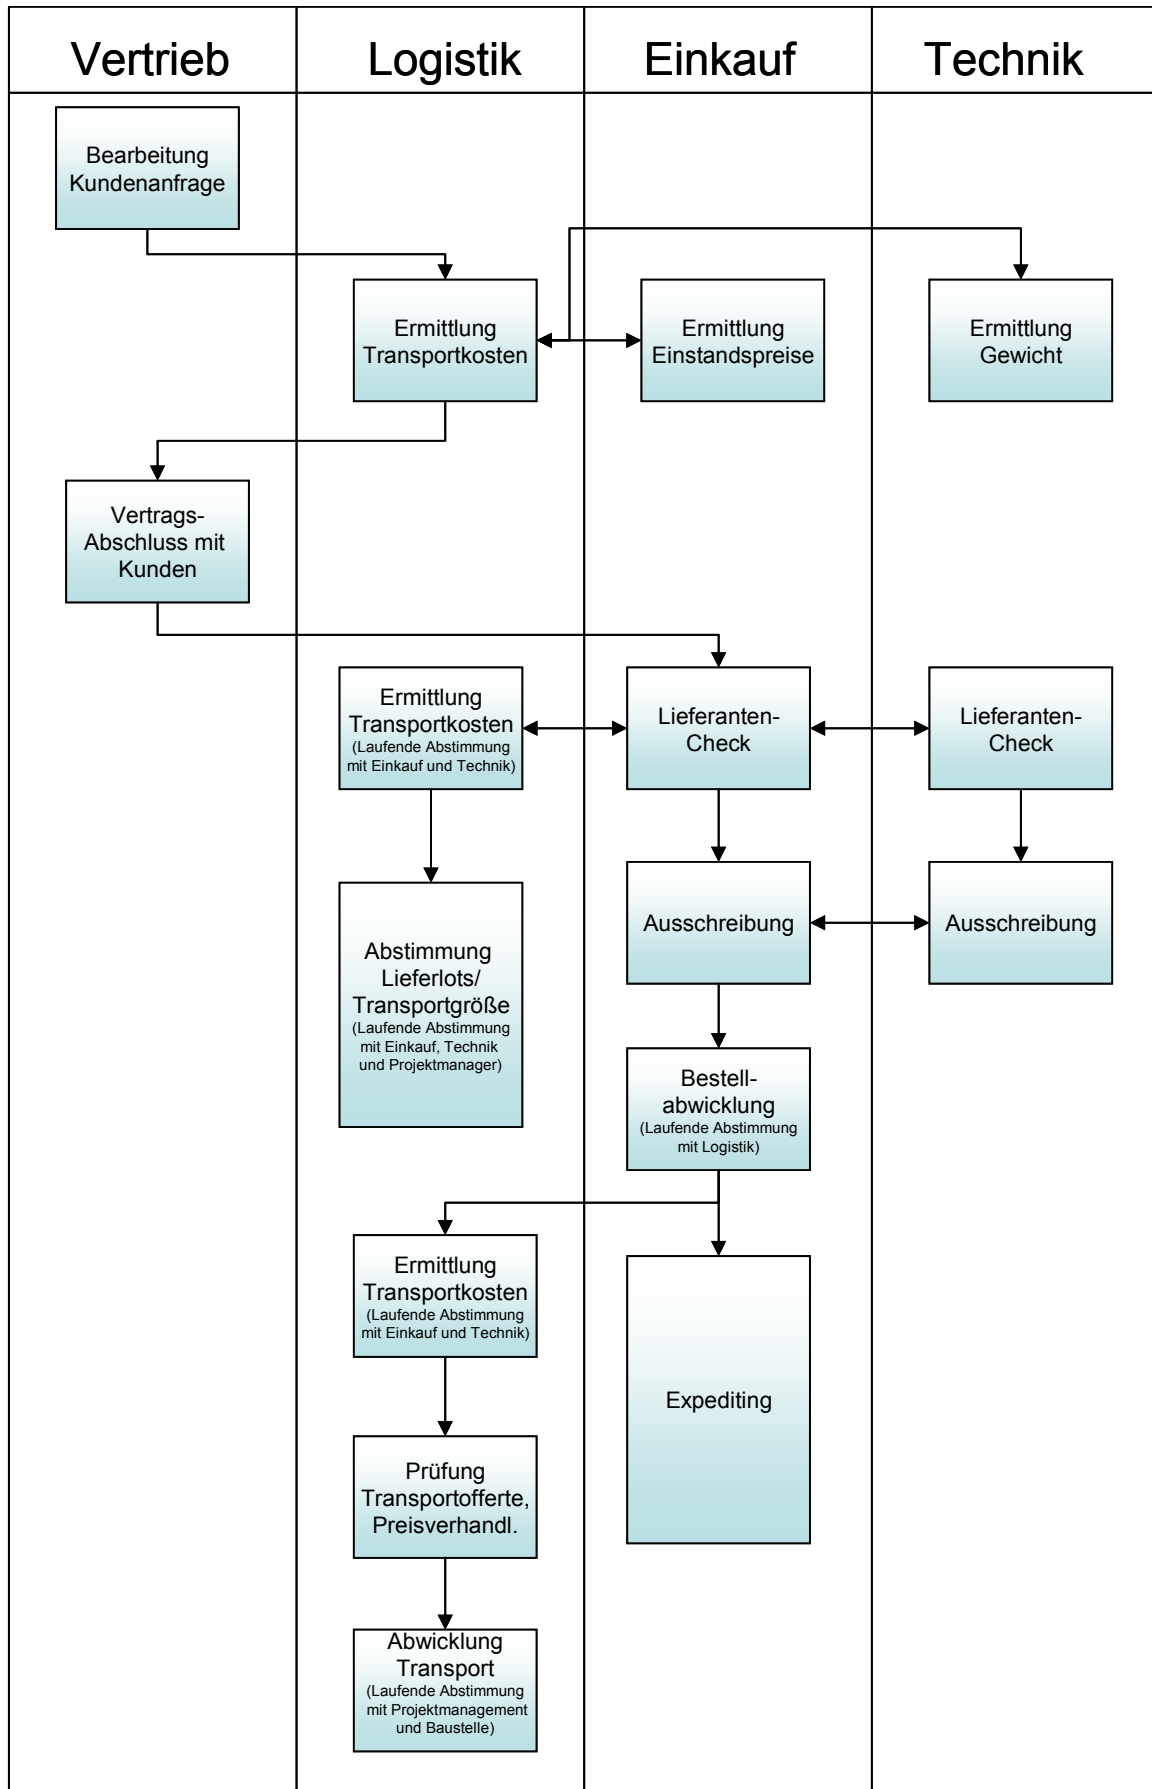 Vertrieb
Logistik
Einkauf
Technik
Bearbeitung
Kundenanfrage
Ermittlung
Transportkosten
Ermittlung
Einstandspreise
Ermittlung
Gewicht
Vertrags-
Abschluss mit
Kunden
Ermittlung
Transportkosten
(Laufende Abstimmung
mit Einkauf und Technik)
Lieferanten-
Check
Lieferanten-
Check
Abstimmung
Lieferlots/
Transportgröße
(Laufende Abstimmung
mit Einkauf, Technik
und Projektmanager)
Ausschreibung
Ausschreibung
Bestell-
abwicklung
(Laufende Abstimmung
mit Logistik)
Ermittlung
Transportkosten
(Laufende Abstimmung
mit Einkauf und Technik)
Expediting
Prüfung
Transportofferte,
Preisverhandl.
Abwicklung
Transport
(Laufende Abstimmung
mit Projektmanagement
und Baustelle)